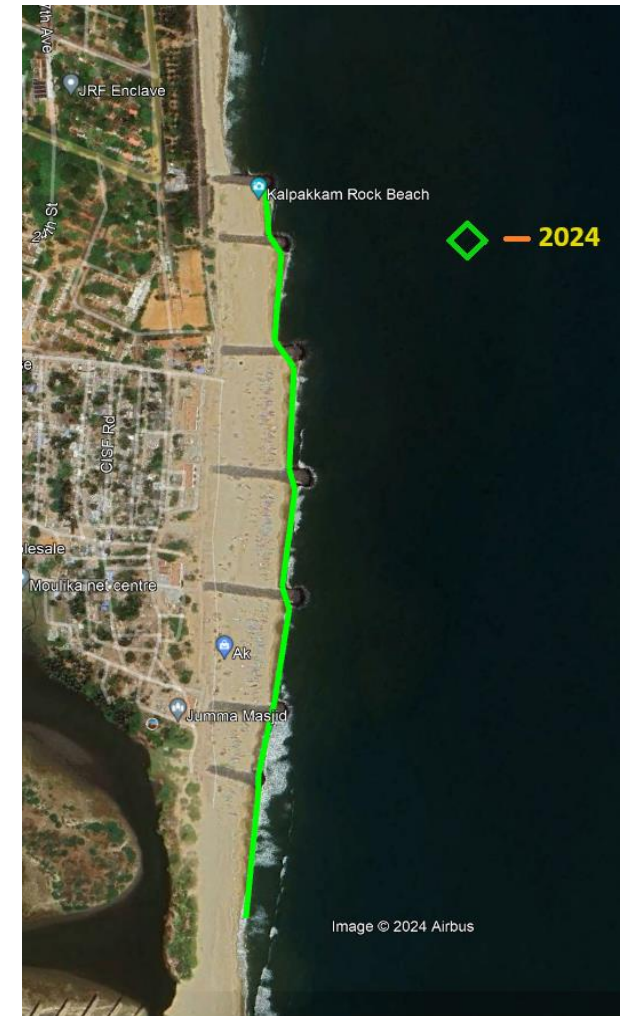 7th Ave
JRF Enclave
Kalpakkam Rock Beach
2024
CISF Rd
Moulika net centre
Ak
Jumma Masjid
Image © 2024 Airbus